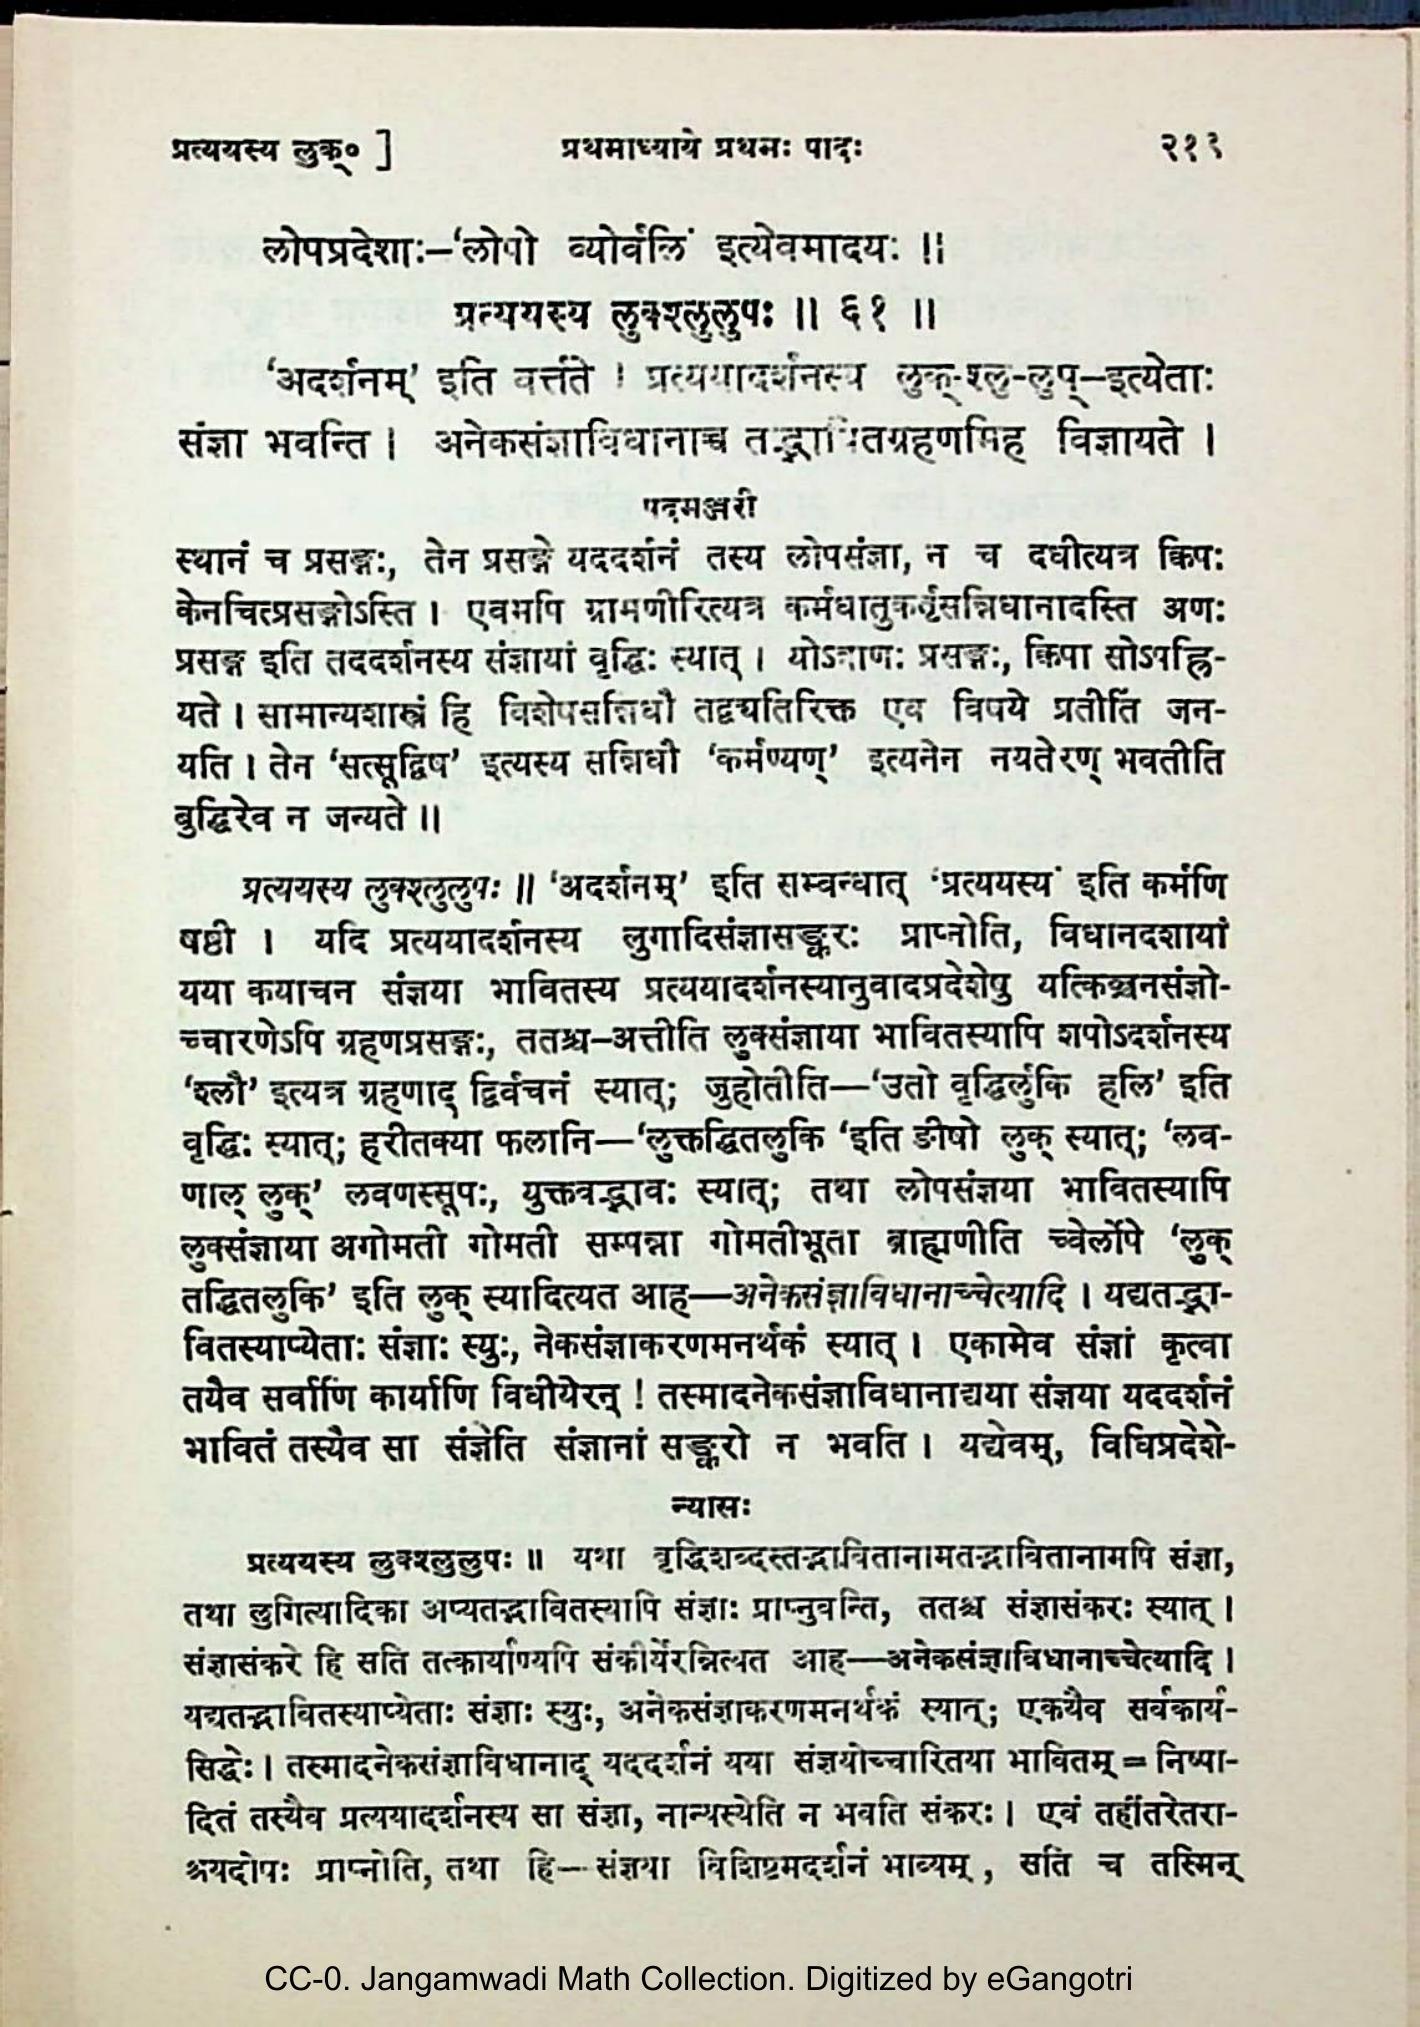 प्रत्ययस्य लुक्० ] प्रथमाध्याये प्रथमः पादः २१३
लोपप्रदेशाः–'लोपो व्योर्वलि' इत्येवमादयः ॥
प्रत्ययस्य लुक्श्लुलुपः ॥ ६१ ॥
'अदर्शनम्' इति वर्त्तते । प्रत्ययादर्शनस्य लुक्-श्लु-लुप्–इत्येताः
संज्ञा भवन्ति । अनेकसंज्ञाविधानाच्च तद्भावितग्रहणमिह विज्ञायते ।
पदमञ्जरी
स्थानं च प्रसङ्गः, तेन प्रसङ्गे यददर्शनं तस्य लोपसंज्ञा, न च दधीत्यत्र क्विपः
केनचित्प्रसङ्गोऽस्ति । एवमपि ग्रामणीरित्यत्र कर्मधातुकर्तृसन्निधानादस्ति अणः
प्रसङ्ग इति तददर्शनस्य संज्ञायां वृद्धिः स्यात् । योऽत्राणः प्रसङ्गः, क्विपा सोऽपह्रि-
यते । सामान्यशास्त्रं हि विशेषसन्निधौ तद्व्यतिरिक्त एव विषये प्रतीतिं जन-
यति । तेन 'सत्सूद्विष' इत्यस्य सन्निधौ 'कर्मण्यण्' इत्यनेन नयतेरण् भवतीति
बुद्धिरेव न जन्यते ॥
प्रत्ययस्य लुक्श्लुलुपः ॥ 'अदर्शनम्' इति सम्बन्धात् 'प्रत्ययस्य' इति कर्मणि
षष्ठी । यदि प्रत्ययादर्शनस्य लुगादिसंज्ञासङ्करः प्राप्नोति, विधानदशायां
यया कयाचन संज्ञया भावितस्य प्रत्ययादर्शनस्यानुवादप्रदेशेषु यत्किञ्चनसंज्ञो-
च्चारणेऽपि ग्रहणप्रसङ्गः, ततश्च–अत्तीति लुक्संज्ञाया भावितस्यापि शपोऽदर्शनस्य
'श्लौ' इत्यत्र ग्रहणाद् द्विर्वचनं स्यात्; जुहोतीति—'उतो वृद्धिर्लुकि हलि' इति
वृद्धिः स्यात्; हरीतक्या फलानि—'लुक्तद्धितलुकि 'इति ङीषो लुक् स्यात्; 'लव-
णाल् लुक्' लवणस्सूपः, युक्तवद्भावः स्यात्; तथा लोपसंज्ञया भावितस्यापि
लुक्संज्ञाया अगोमती गोमती सम्पन्ना गोमतीभूता ब्राह्मणीति च्वेर्लोपे 'लुक्
तद्धितलुकि' इति लुक् स्यादित्यत आह—अनेकसंज्ञाविधानाच्चेत्यादि । यद्यतद्भा-
वितस्याप्येताः संज्ञाः स्युः, नेकसंज्ञाकरणमनर्थकं स्यात् । एकामेव संज्ञां कृत्वा
तयैव सर्वाणि कार्याणि विधीयेरन् ! तस्मादनेकसंज्ञाविधानाद्यया संज्ञया यददर्शनं
भावितं तस्यैव सा संज्ञेति संज्ञानां सङ्करो न भवति । यद्येवम्, विधिप्रदेशे-
न्यासः
प्रत्ययस्य लुक्श्लुलुपः ॥ यथा वृद्धिशब्दस्तद्भावितानामतद्भावितानामपि संज्ञा,
तथा लुगित्यादिका अप्यतद्भावितस्यापि संज्ञाः प्राप्नुवन्ति, ततश्च संज्ञासंकरः स्यात् ।
संज्ञासंकरे हि सति तत्कार्याण्यपि संकीर्येरन्नित्यत आह—अनेकसंज्ञाविधानाच्चेत्यादि ।
यद्यतद्भावितस्याप्येताः संज्ञाः स्युः, अनेकसंज्ञाकरणमनर्थकं स्यात्; एकयैव सर्वकार्य-
सिद्धेः । तस्मादनेकसंज्ञाविधानाद् यददर्शनं यया संज्ञयोच्चारितया भावितम् = निष्पा-
दितं तस्यैव प्रत्ययादर्शनस्य सा संज्ञा, नान्यस्येति न भवति संकरः । एवं तर्हीतरेतरा-
श्रयदोषः प्राप्नोति, तथा हि—संज्ञया विशिष्टमदर्शनं भाव्यम्, सति च तस्मिन्
CC-0. Jangamwadi Math Collection. Digitized by eGangotri